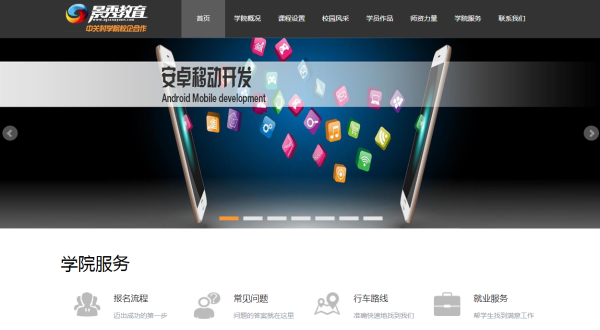 景秀教育
中关村学院校企合作
首页 学院概况 课程设置 校园风采 学员作品 师资力量 学院服务 联系我们
安卓移动开发
Android Mobile development
学院服务
报名流程 常见问题 行车路线 就业服务
迈出成功的第一步 问题的答案就在这里 准确快速地找到我们 帮学生找到满意工作